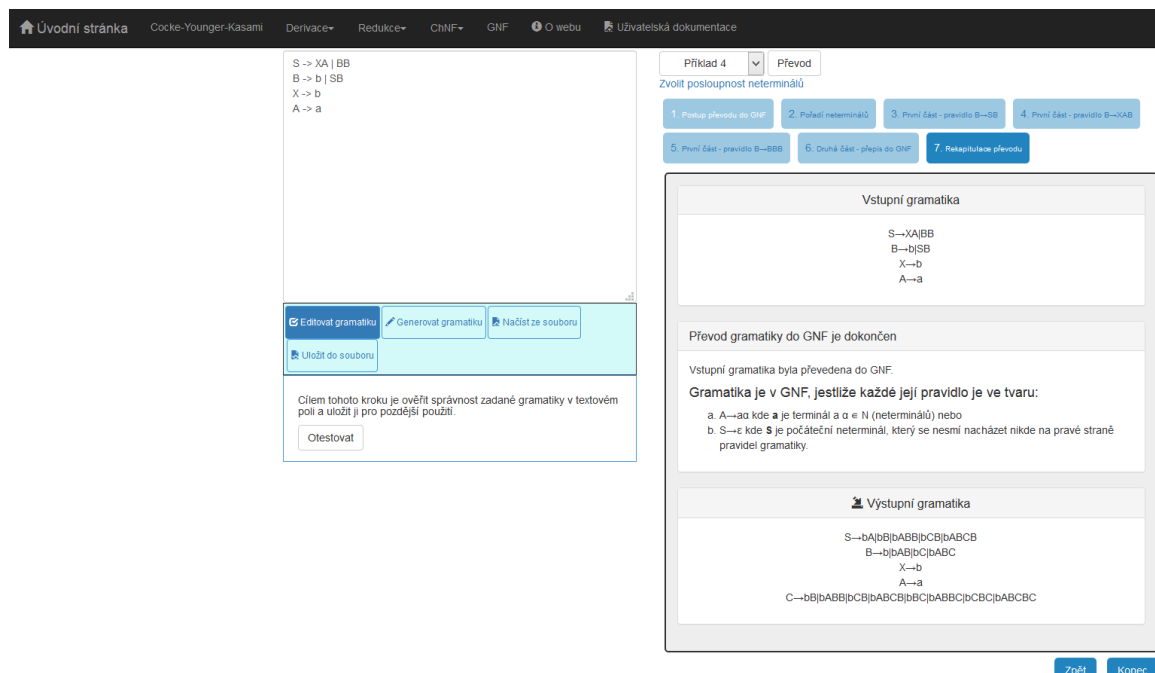 Úvodní stránka Cocke-Younger-Kasami Derivace Redukce ChNF GNF O webu Uživatelská dokumentace
S -> XA | BB
B -> b | SB
X -> b
A -> a
Editovat gramatiku Generovat gramatiku Načíst ze souboru
Uložit do souboru
Cílem tohoto kroku je ověřit správnost zadané gramatiky v textovém
poli a uložit ji pro pozdější použití.
Otestovat
Příklad 4 Převod
Zvolit posloupnost neterminálů
1. Postup převodu do GNF 2. Pořadí neterminálů 3. První část - pravidlo B→SB 4. První část - pravidlo B→XAB
5. První část - pravidlo B→BBB 6. Druhá část - přepis do GNF 7. Rekapitulace převodu
Vstupní gramatika
S→XA|BB
B→b|SB
X→b
A→a
Převod gramatiky do GNF je dokončen
Vstupní gramatika byla převedena do GNF.
Gramatika je v GNF, jestliže každé její pravidlo je ve tvaru:
a. A→aα kde a je terminál a α ∈ N (neterminálů) nebo
b. S→ε kde S je počáteční neterminál, který se nesmí nacházet nikde na pravé straně
pravidel gramatiky.
Výstupní gramatika
S→bA|bB|bABB|bCB|bABCB
B→b|bAB|bC|bABC
X→b
A→a
C→bB|bABB|bCB|bABCB|bBC|bABBC|bCBC|bABCBC
Zpět Konec